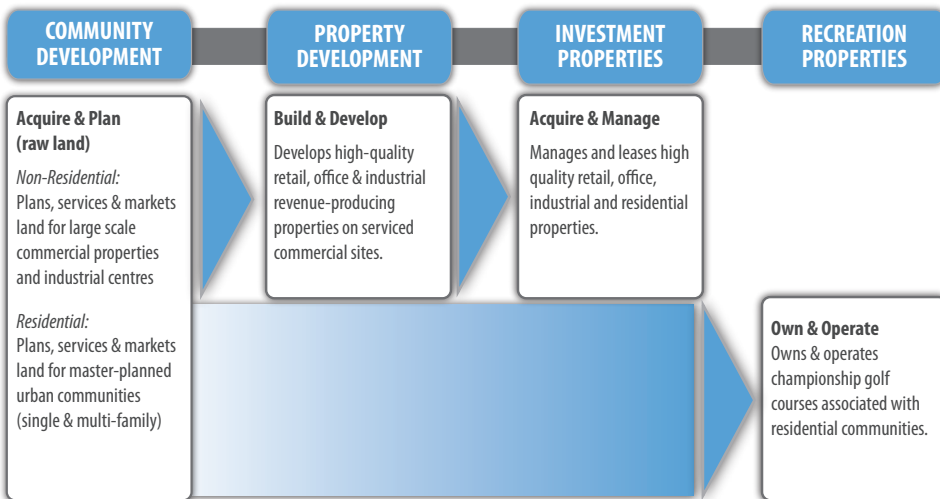 COMMUNITY
DEVELOPMENT
PROPERTY
DEVELOPMENT
INVESTMENT
PROPERTIES
RECREATION
PROPERTIES
Acquire & Plan
(raw land)
Non-Residential:
Plans, services & markets
land for large scale
commercial properties
and industrial centres
Residential:
Plans, services & markets
land for master-planned
urban communities
(single & multi-family)
Build & Develop
Develops high-quality
retail, office & industrial
revenue-producing
properties on serviced
commercial sites.
Acquire & Manage
Manages and leases high
quality retail, office,
industrial and residential
properties.
Own & Operate
Owns & operates
championship golf
courses associated with
residential communities.